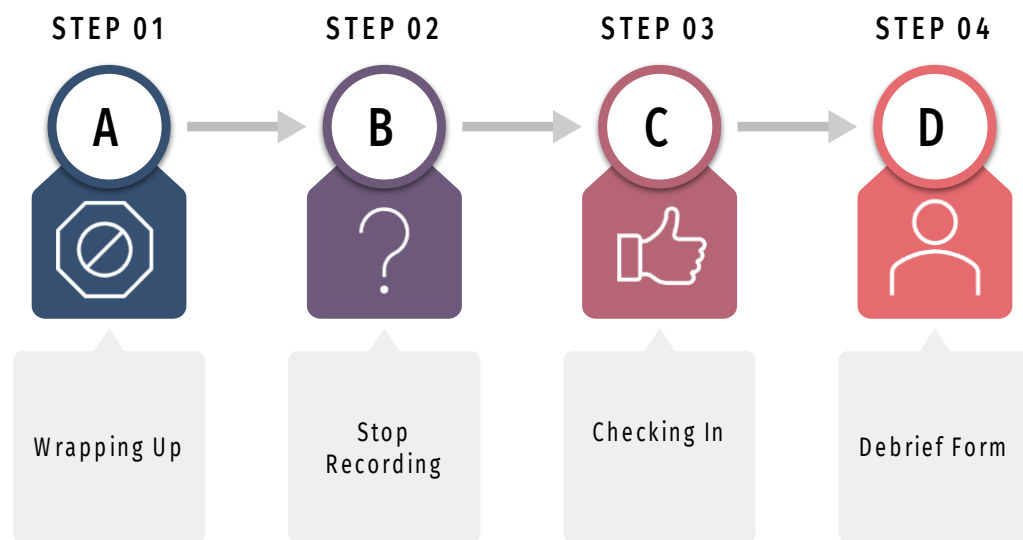 STEP 01
STEP 02
STEP 03
STEP 04
A
B
C
D
?
Wrapping Up
Stop
Recording
Checking In
Debrief Form